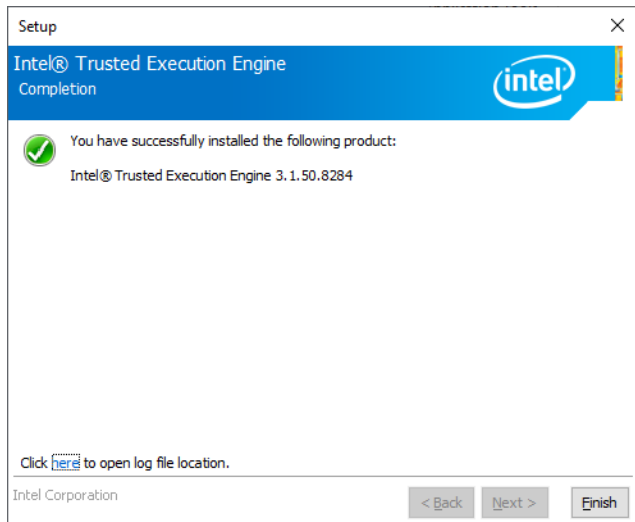 Setup
Intel® Trusted Execution Engine
Completion
intel
You have successfully installed the following product:
Intel® Trusted Execution Engine 3.1.50.8284
Click here to open log file location.
Intel Corporation
< Back Next > Finish